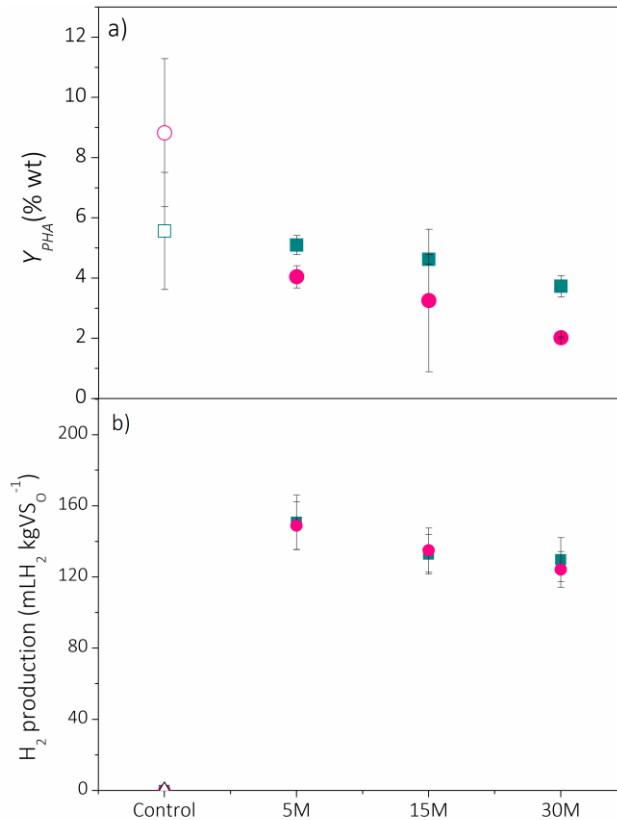 a)
12
10
8
6
4
2
0
Y_PHA (% wt)
b)
200
160
120
80
40
0
H₂ production (mLH₂ kgVS₀⁻¹)
Control 5M 15M 30M